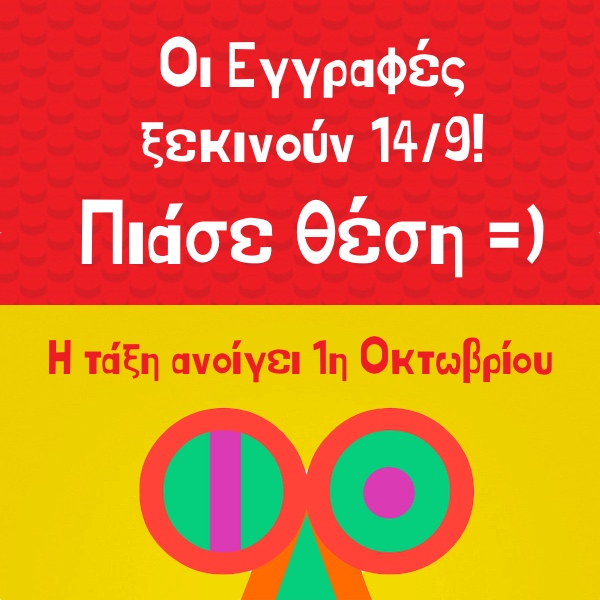 Οι Εγγραφές
ξεκινούν 14/9!
Πιάσε θέση =)
Η τάξη ανοίγει 1η Οκτωβρίου